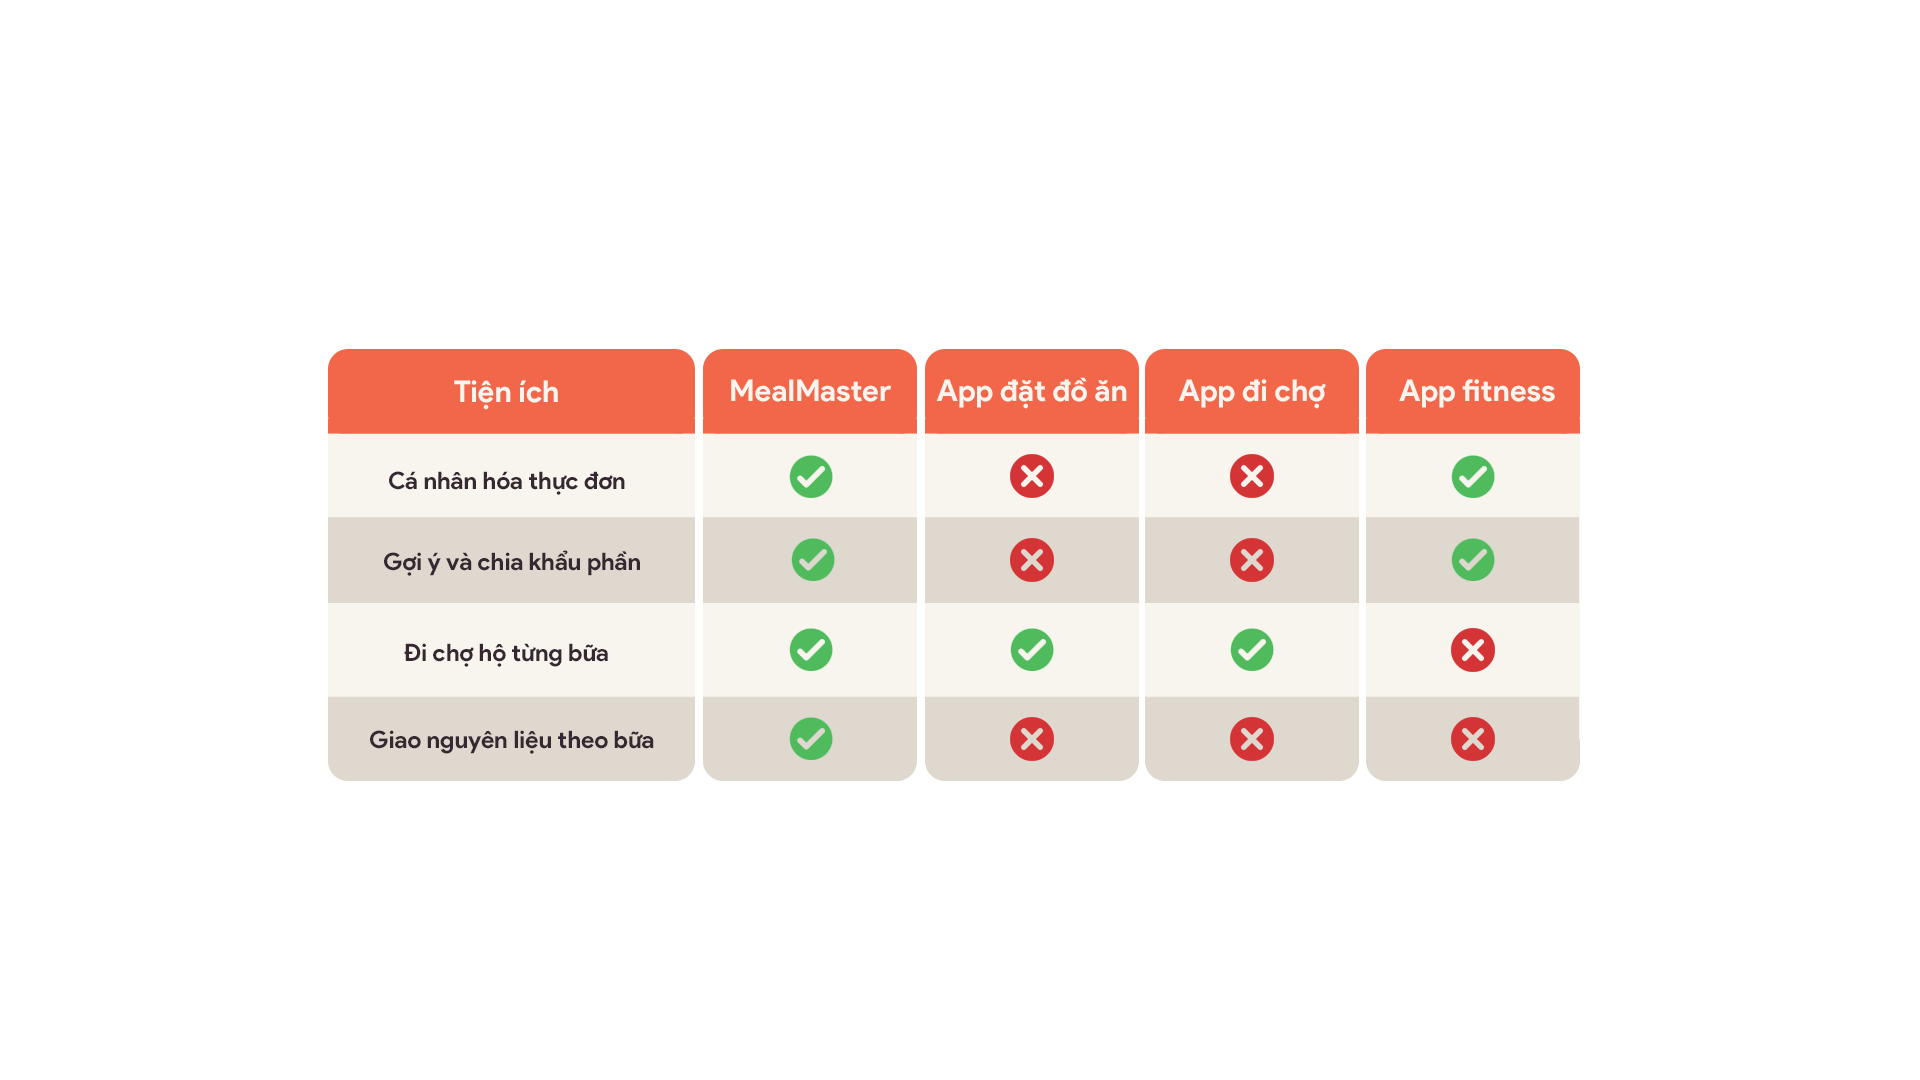 Tiện ích
MealMaster
App đặt đồ ăn
App đi chợ
App fitness
Cá nhân hóa thực đơn
Gợi ý và chia khẩu phần
Đi chợ hộ từng bữa
Giao nguyên liệu theo bữa